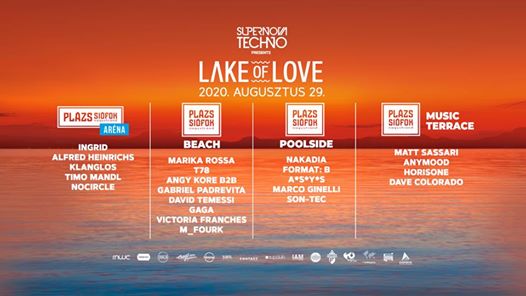 SUPERNOVA
TECHNO
PRESENTS
LAKE OF LOVE
2020. AUGUSZTUS 29.
PLAZS SIÓFOK
ARÉNA
INGRID
ALFRED HEINRICHS
KLANGLOS
TIMO MANDL
NOCIRCLE
PLAZS
SIÓFOK
BEACH
MARIKA ROSSA
T78
ANGY KORE B2B
GABRIEL PADREVITA
DAVID TEMESSI
GAGA
VICTORIA FRANCHES
M_FOURK
PLAZS
SIÓFOK
POOLSIDE
NAKADIA
FORMAT: B
A*S*Y*S
MARCO GINELLI
SON-TEC
PLAZS
SIÓFOK
MUSIC
TERRACE
MATT SASSARI
ANYMOOD
HORISONE
DAVE COLORADO